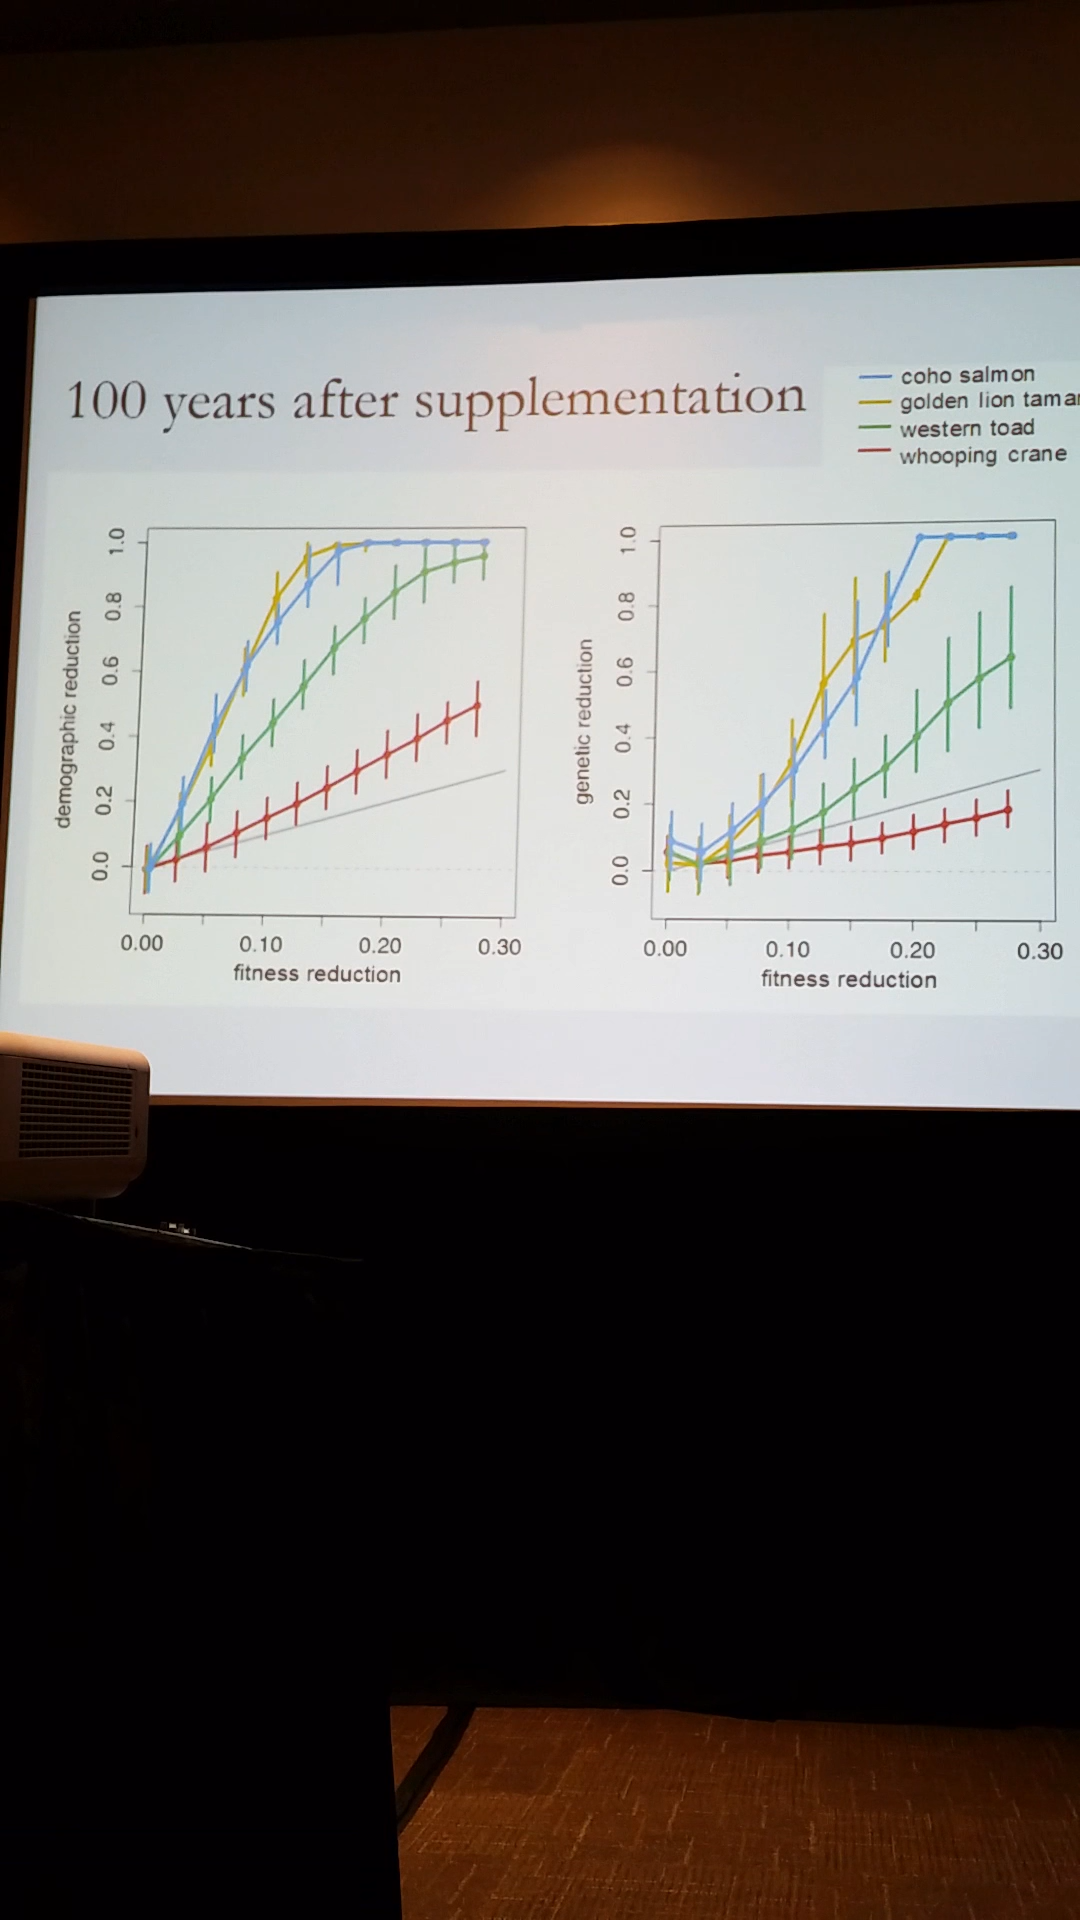 100 years after supplementation
coho salmon
golden lion
western toad
whooping crane
demographic reduction
1.0
0.8
0.6
0.4
0.2
0.0
0.00 0.10 0.20 0.30
fitness reduction
genetic reduction
1.0
0.8
0.6
0.4
0.2
0.0
0.00 0.10 0.20 0.30
fitness reduction